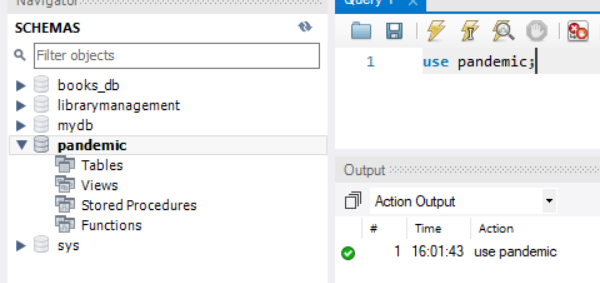 Navigator
SCHEMAS
Filter objects
books_db
librarymanagement
mydb
pandemic
Tables
Views
Stored Procedures
Functions
sys
Query 1
1 use pandemic;
Output
Action Output
# Time Action
1 16:01:43 use pandemic